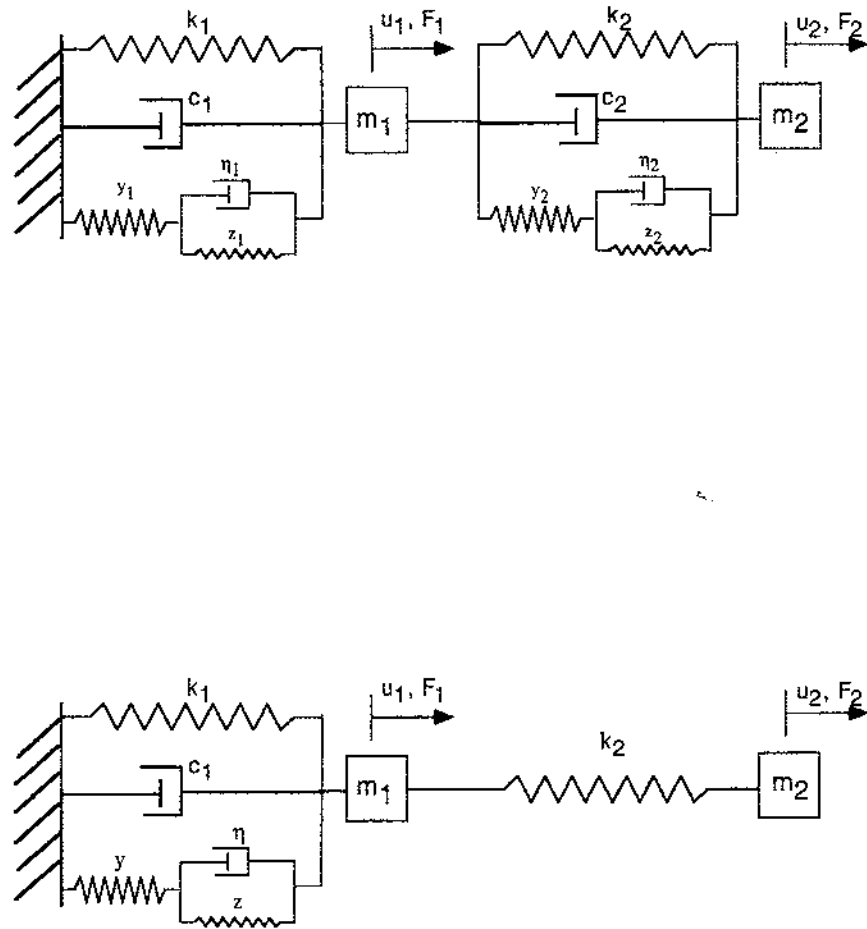 k₁ u₁, F₁ k₂ u₂, F₂
c₁ m₁ c₂ m₂
y₁ η₁ y₂ η₂
z₁ z₂
k₁ u₁, F₁ k₂ u₂, F₂
c₁ m₁ m₂
y η
z